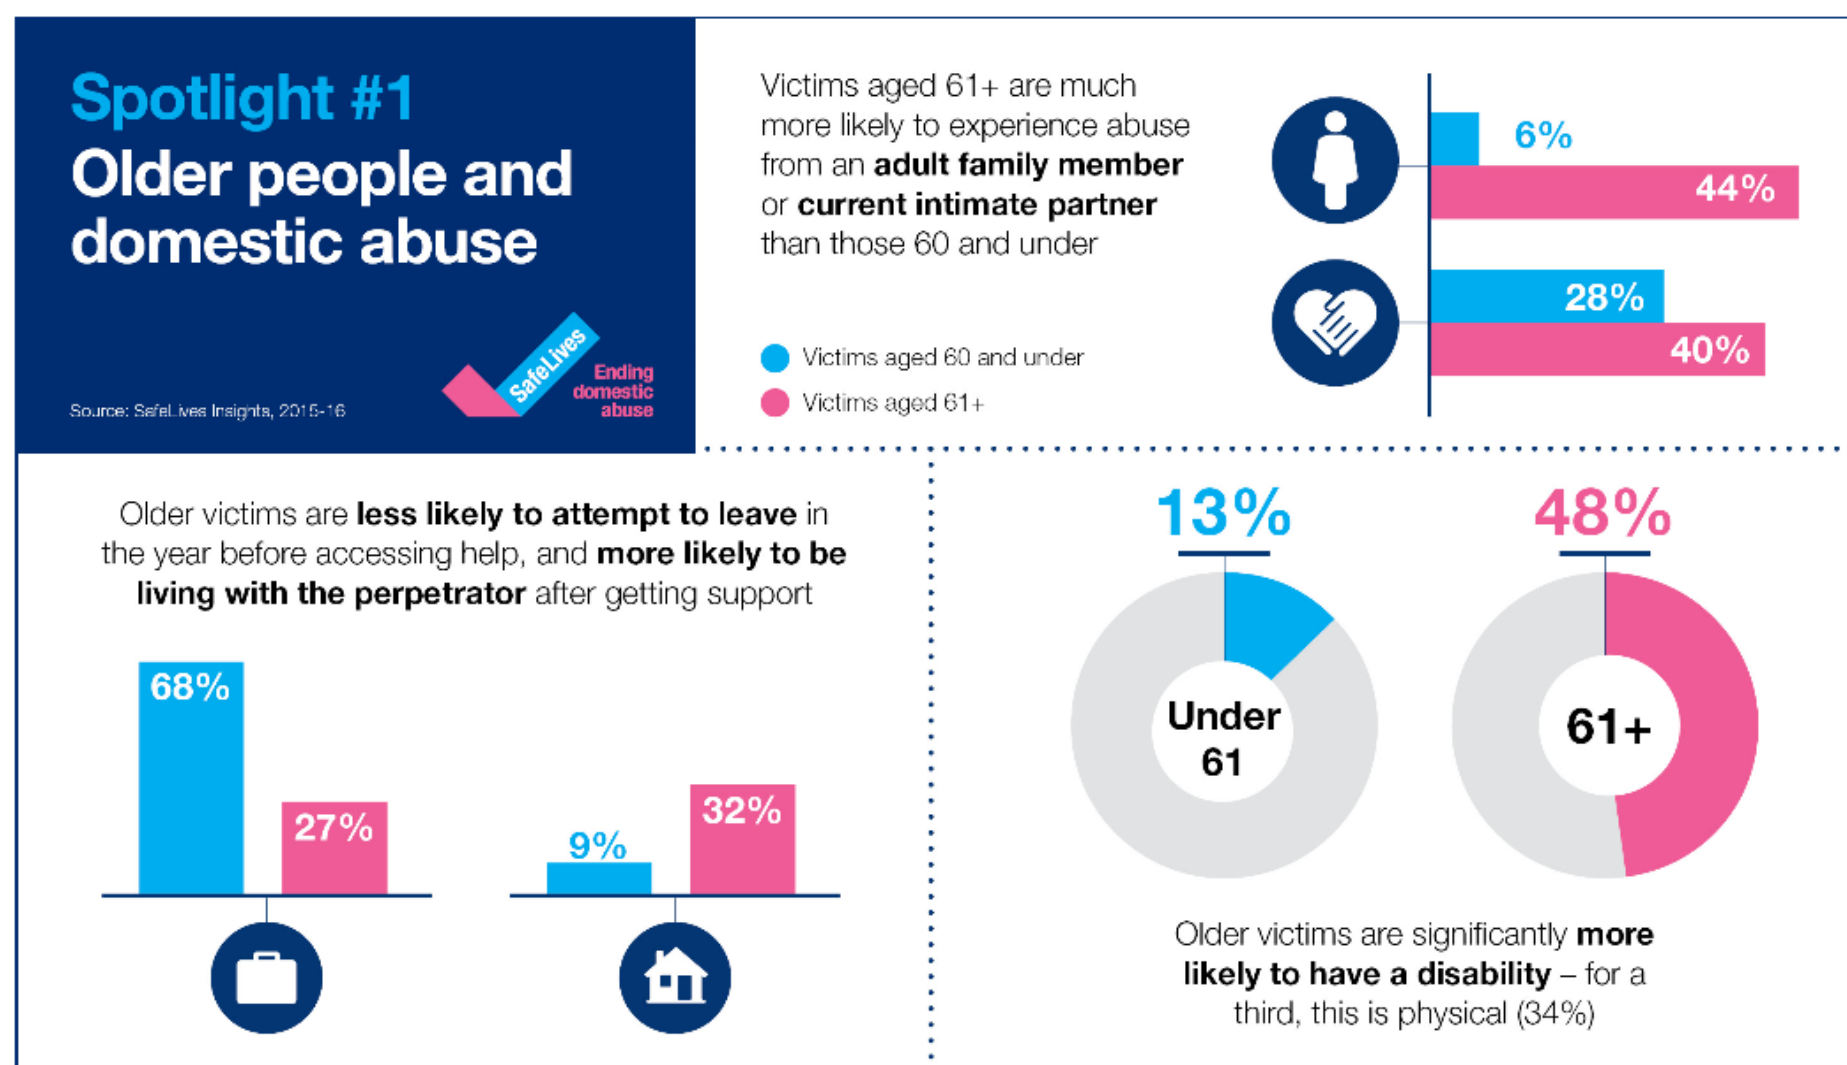 Spotlight #1
Older people and
domestic abuse
Source: SafeLives Insights, 2015-16
SafeLives
Ending
domestic
abuse
Victims aged 61+ are much
more likely to experience abuse
from an adult family member
or current intimate partner
than those 60 and under
Victims aged 60 and under
Victims aged 61+
6%
44%
28%
40%
Older victims are less likely to attempt to leave in
the year before accessing help, and more likely to be
living with the perpetrator after getting support
68%
27%
9%
32%
13%
48%
Under
61
61+
Older victims are significantly more
likely to have a disability – for a
third, this is physical (34%)